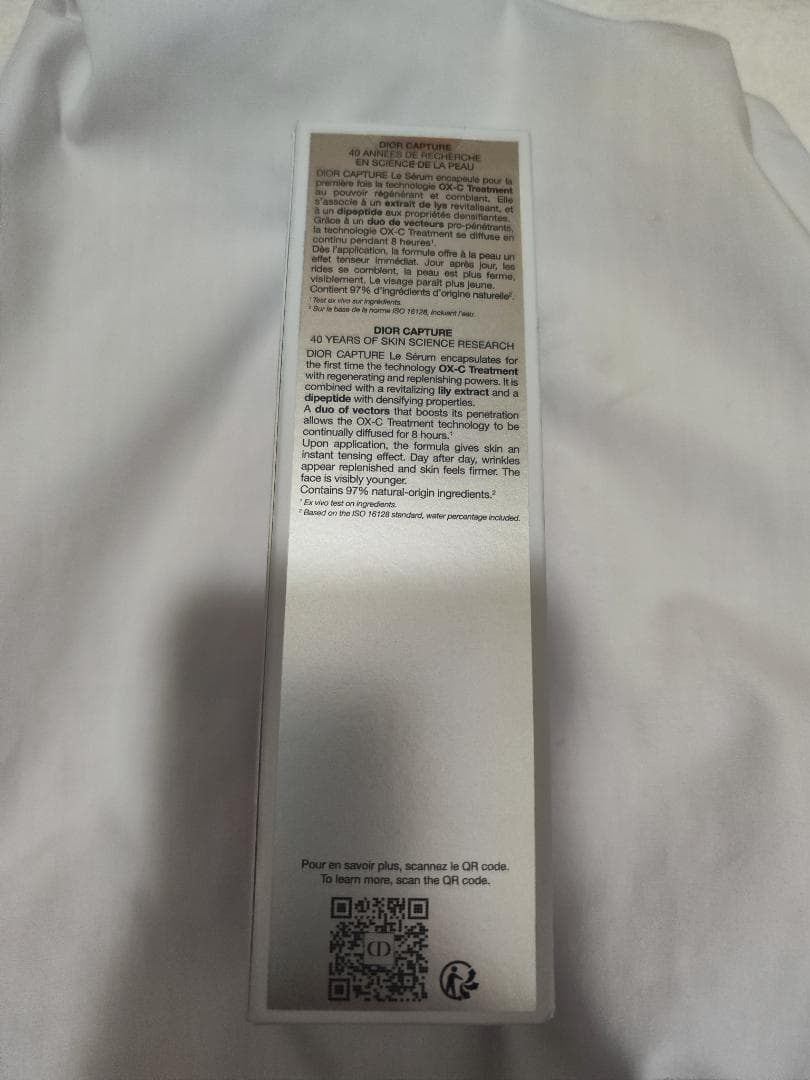 DIOR CAPTURE
40 ANNÉES DE RECHERCHE
EN SCIENCE DE LA PEAU
DIOR CAPTURE Le Sérum encapsule pour la
première fois la technologie OX-C Treatment
au pouvoir régénérant et comblant. Elle
s'associe à un extrait de lys revitalisant, et
à un dipeptide aux propriétés densifiantes.
Grâce à un duo de vecteurs pro-pénétrants,
la technologie OX-C Treatment se diffuse en
continu pendant 8 heures¹.
Dès l'application, la formule offre à la peau un
effet tenseur immédiat. Jour après jour, les
rides se comblent, la peau est plus ferme,
visiblement. Le visage paraît plus jeune.
Contient 97% d'ingrédients d'origine naturelle².
¹ Test ex vivo sur ingrédients.
² Sur la base de la norme ISO 16128, incluant l'eau.
DIOR CAPTURE
40 YEARS OF SKIN SCIENCE RESEARCH
DIOR CAPTURE Le Sérum encapsulates for
the first time the technology OX-C Treatment
with regenerating and replenishing powers. It is
combined with a revitalizing lily extract and a
dipeptide with densifying properties.
A duo of vectors that boosts its penetration
allows the OX-C Treatment technology to be
continually diffused for 8 hours.¹
Upon application, the formula gives skin an
instant tensing effect. Day after day, wrinkles
appear replenished and skin feels firmer. The
face is visibly younger.
Contains 97% natural-origin ingredients.²
¹ Ex vivo test on ingredients.
² Based on the ISO 16128 standard, water percentage included.
Pour en savoir plus, scannez le QR code.
To learn more, scan the QR code.
CD